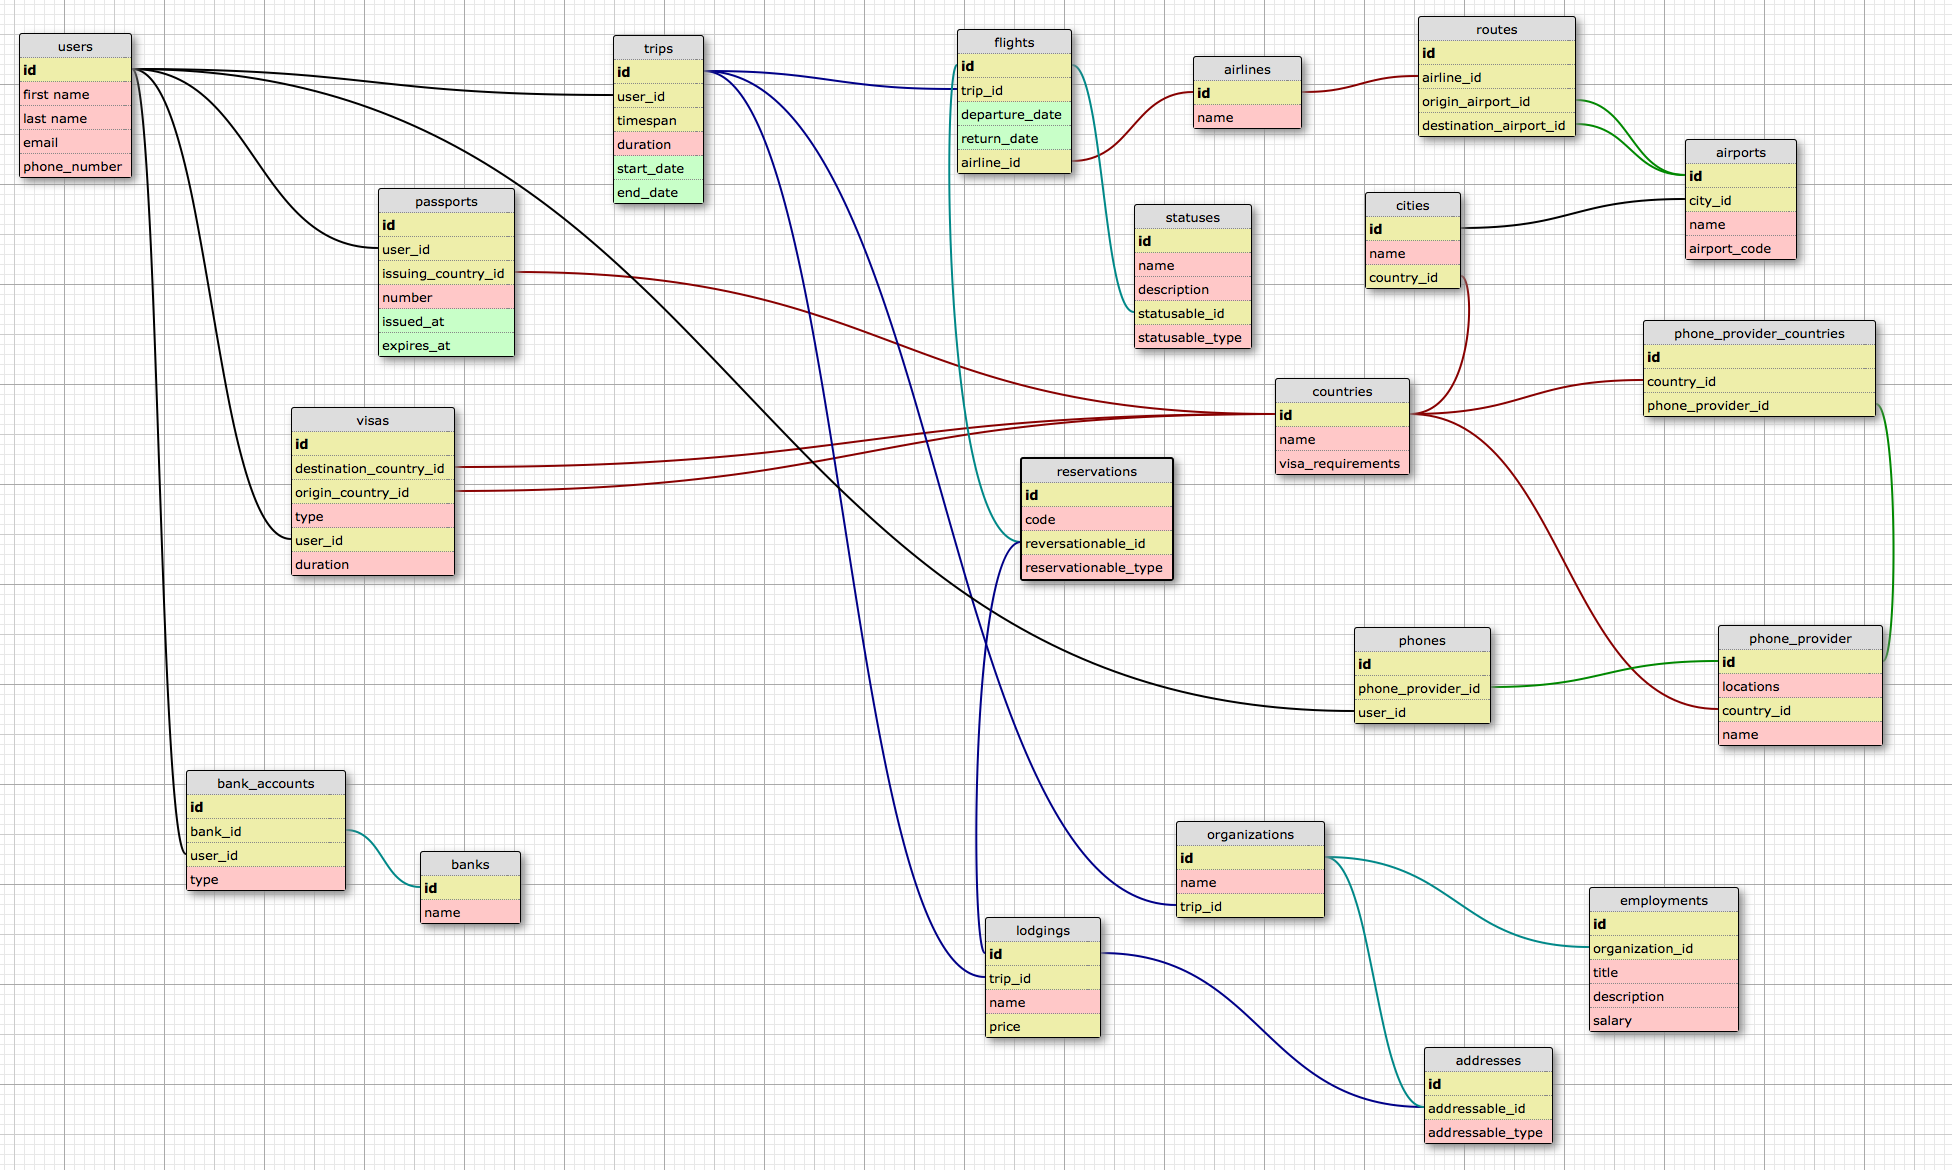 users
id
first name
last name
email
phone_number
trips
id
user_id
timespan
duration
start_date
end_date
flights
id
trip_id
departure_date
return_date
airline_id
airlines
id
name
routes
id
airline_id
origin_airport_id
destination_airport_id
airports
id
city_id
name
airport_code
passports
id
user_id
issuing_country_id
number
issued_at
expires_at
statuses
id
name
description
statusable_id
statusable_type
cities
id
name
country_id
phone_provider_countries
id
country_id
phone_provider_id
visas
id
destination_country_id
origin_country_id
type
user_id
duration
countries
id
name
visa_requirements
reservations
id
code
reversationable_id
reservationable_type
phones
id
phone_provider_id
user_id
phone_provider
id
locations
country_id
name
bank_accounts
id
bank_id
user_id
type
banks
id
name
organizations
id
name
trip_id
lodgings
id
trip_id
name
price
employments
id
organization_id
title
description
salary
addresses
id
addressable_id
addressable_type